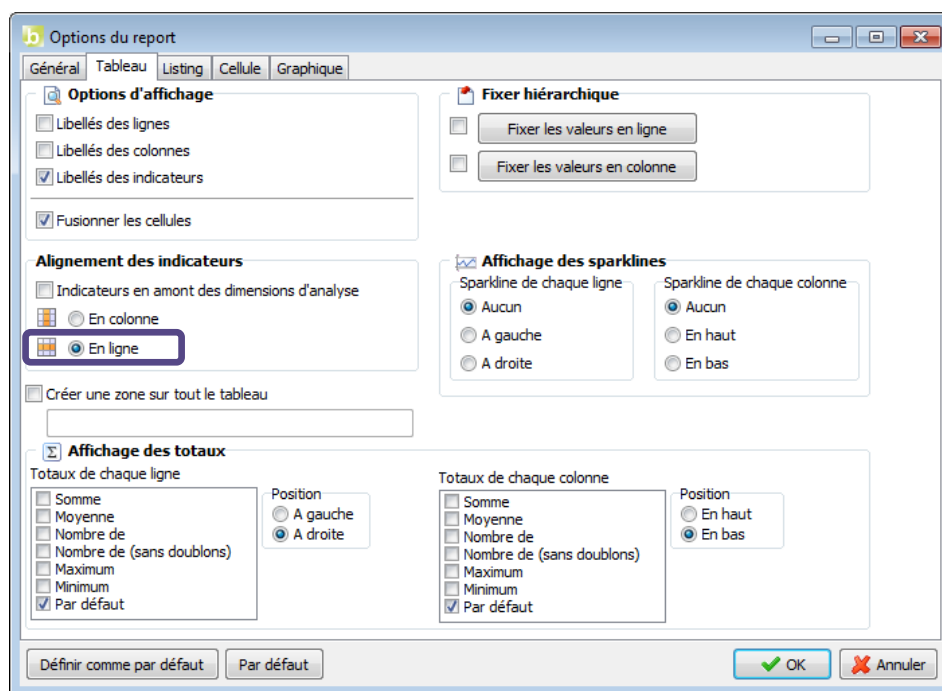 b Options du report
Général Tableau Listing Cellule Graphique
Options d'affichage
Libellés des lignes
Libellés des colonnes
Libellés des indicateurs
Fusionner les cellules
Fixer hiérarchique
Fixer les valeurs en ligne
Fixer les valeurs en colonne
Alignement des indicateurs
Indicateurs en amont des dimensions d'analyse
En colonne
En ligne
Affichage des sparklines
Sparkline de chaque ligne
Aucun
A gauche
A droite
Sparkline de chaque colonne
Aucun
En haut
En bas
Créer une zone sur tout le tableau
Σ Affichage des totaux
Totaux de chaque ligne
Somme
Moyenne
Nombre de
Nombre de (sans doublons)
Maximum
Minimum
Par défaut
Position
A gauche
A droite
Totaux de chaque colonne
Somme
Moyenne
Nombre de
Nombre de (sans doublons)
Maximum
Minimum
Par défaut
Position
En haut
En bas
Définir comme par défaut Par défaut OK Annuler